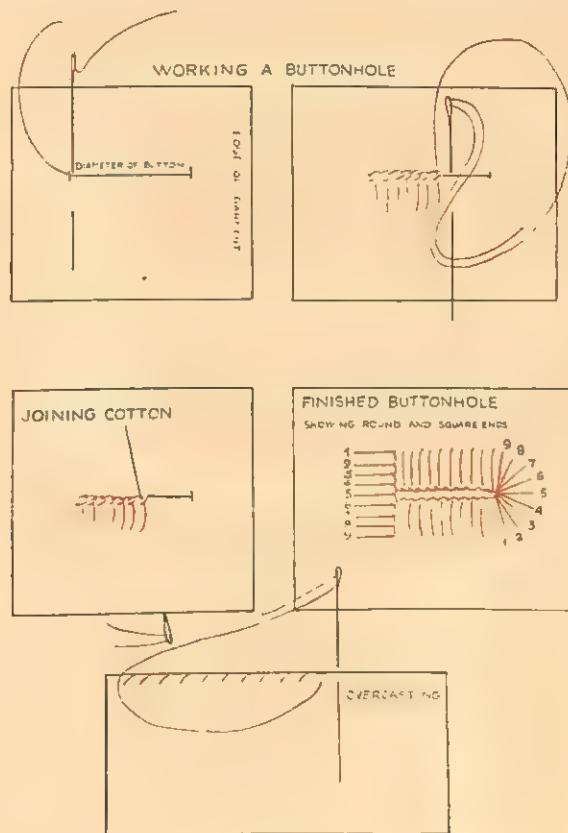 WORKING A BUTTONHOLE
DIAMETER OF BUTTON
EDGE OF GARMENT
JOINING COTTON
FINISHED BUTTONHOLE
SHOWING ROUND AND SQUARE ENDS
9
8
7
6
5
4
3
2
1
OVERCASTING